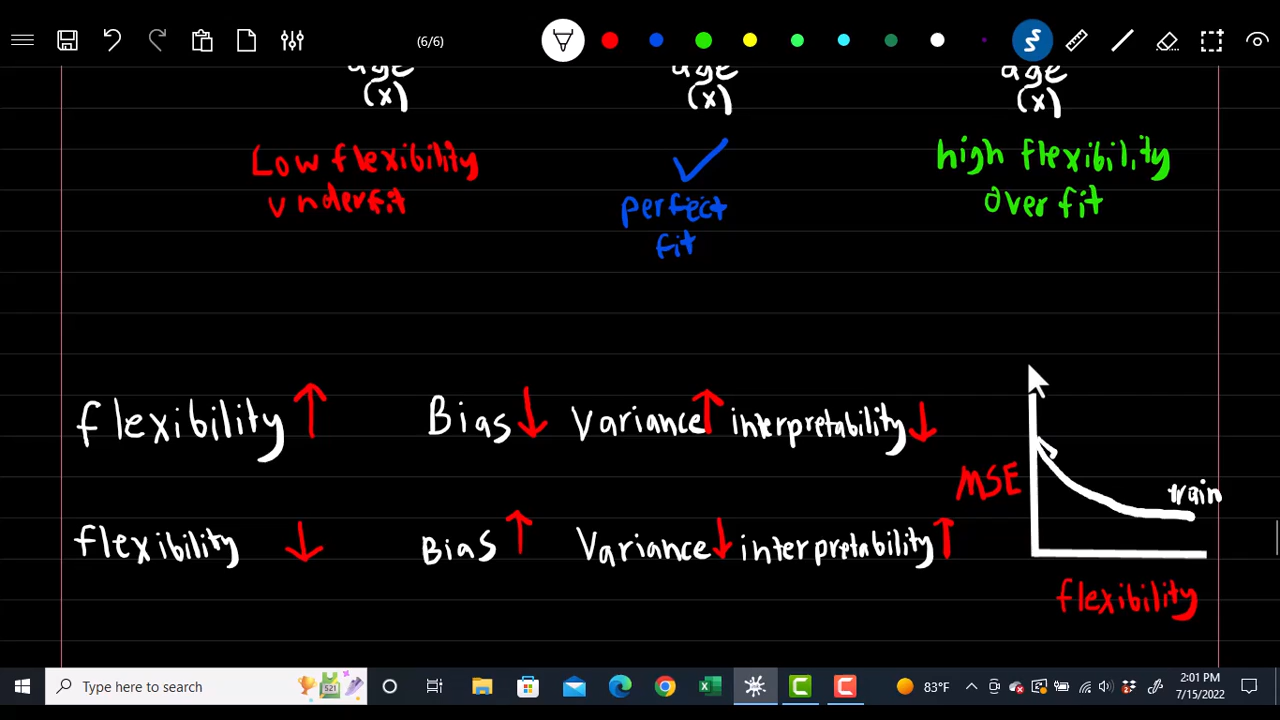 (6/6)
age age age
(x) (x) (x)
Low flexibility
underfit
perfect
fit
high flexibility
over fit
flexibility Bias Variance interpretability
flexibility Bias Variance interpretability
MSE
train
flexibility
Type here to search
521
83°F
2:01 PM
7/15/2022